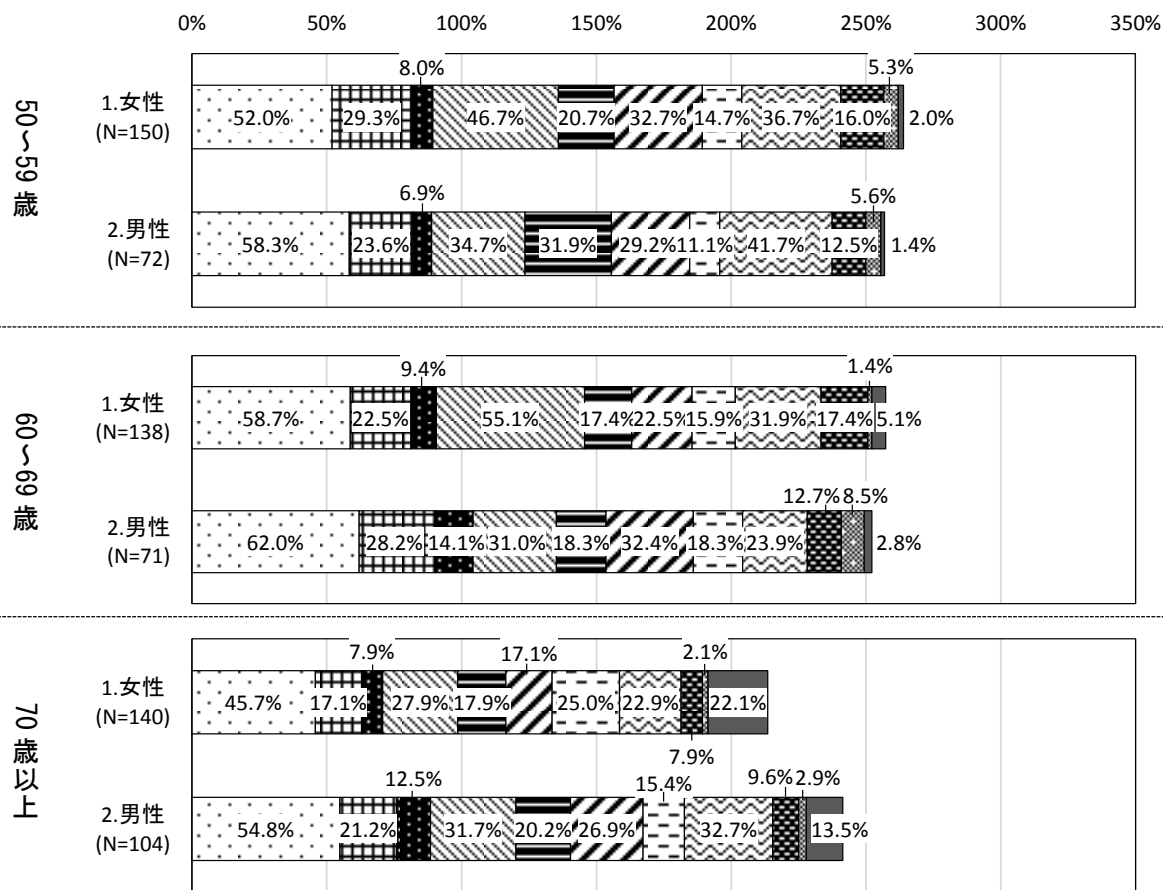 0% 50% 100% 150% 200% 250% 300% 350%
50~59歳
8.0% 5.3%
1.女性
(N=150)
52.0% 29.3% 46.7% 20.7% 32.7% 14.7% 36.7% 16.0% 2.0%
6.9% 5.6%
2.男性
(N=72)
58.3% 23.6% 34.7% 31.9% 29.2% 11.1% 41.7% 12.5% 1.4%
60~69歳
9.4% 1.4%
1.女性
(N=138)
58.7% 22.5% 55.1% 17.4% 22.5% 15.9% 31.9% 17.4% 5.1%
12.7% 8.5%
2.男性
(N=71)
62.0% 28.2% 14.1% 31.0% 18.3% 32.4% 18.3% 23.9% 2.8%
70歳以上
7.9% 17.1% 2.1%
1.女性
(N=140)
45.7% 17.1% 27.9% 17.9% 25.0% 22.9% 22.1%
7.9%
12.5% 15.4% 9.6% 2.9%
2.男性
(N=104)
54.8% 21.2% 31.7% 20.2% 26.9% 32.7% 13.5%